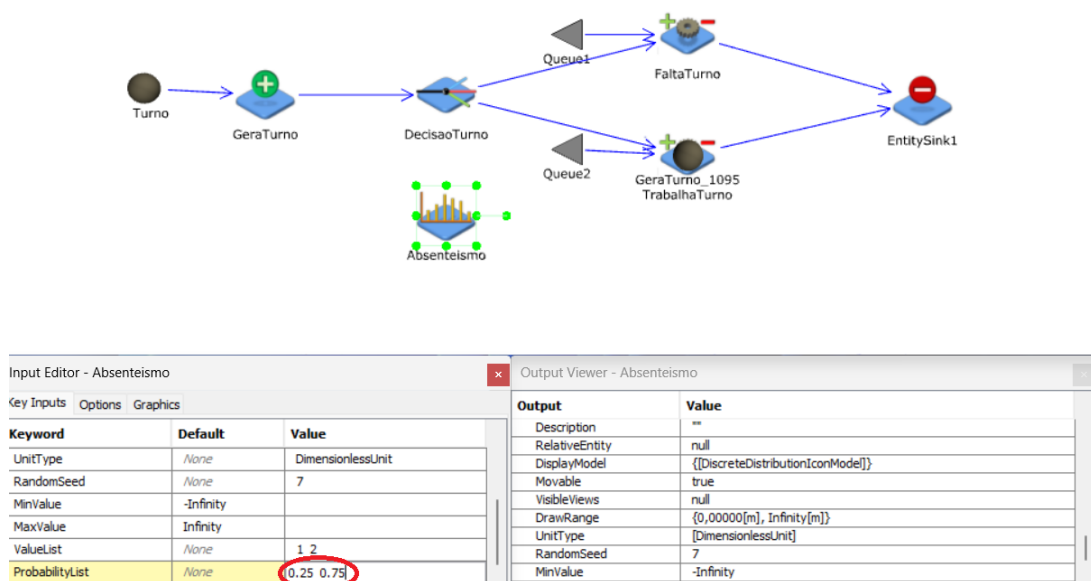 Turno
GeraTurno
DecisaoTurno
Queue1
FaltaTurno
Queue2
GeraTurno_1095
TrabalhaTurno
EntitySink1
Absenteismo
Input Editor - Absenteismo
×
Key Inputs Options Graphics
Keyword Default Value
UnitType None DimensionlessUnit
RandomSeed None 7
MinValue -Infinity
MaxValue Infinity
ValueList None 1 2
ProbabilityList None 0.25 0.75
Output Viewer - Absenteismo
Output Value
Description ""
RelativeEntity null
DisplayModel {[DiscreteDistributionIconModel]}
Movable true
VisibleViews null
DrawRange {0,00000[m], Infinity[m]}
UnitType [DimensionlessUnit]
RandomSeed 7
MinValue -Infinity